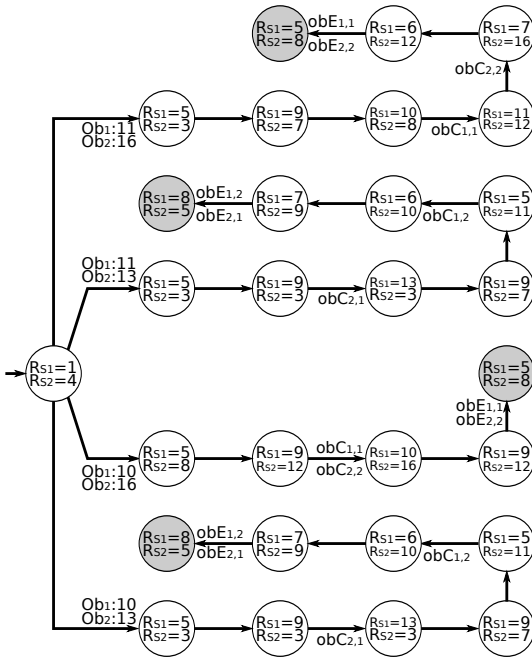 RS1=5 obE1,1 RS1=6 RS1=7
RS2=8 obE2,2 RS2=12 RS2=16
obC2,2
Ob1:11 RS1=5 RS1=9 RS1=10 RS1=11
Ob2:16 RS2=3 RS2=7 RS2=8 obC1,1 RS2=12
RS1=8 obE1,2 RS1=7 RS1=6 RS1=5
RS2=5 obE2,1 RS2=9 RS2=10 obC1,2 RS2=11
Ob1:11 RS1=5 RS1=9 RS1=13 RS1=9
Ob2:13 RS2=3 RS2=3 obC2,1 RS2=3 RS2=7
RS1=1 RS1=5
RS2=4 RS2=8
obE1,1
obE2,2
Ob1:10 RS1=5 RS1=9 obC1,1 RS1=10 RS1=9
Ob2:16 RS2=8 RS2=12 obC2,2 RS2=16 RS2=12
RS1=8 obE1,2 RS1=7 RS1=6 RS1=5
RS2=5 obE2,1 RS2=9 RS2=10 obC1,2 RS2=11
Ob1:10 RS1=5 RS1=9 RS1=13 RS1=9
Ob2:13 RS2=3 RS2=3 obC2,1 RS2=3 RS2=7